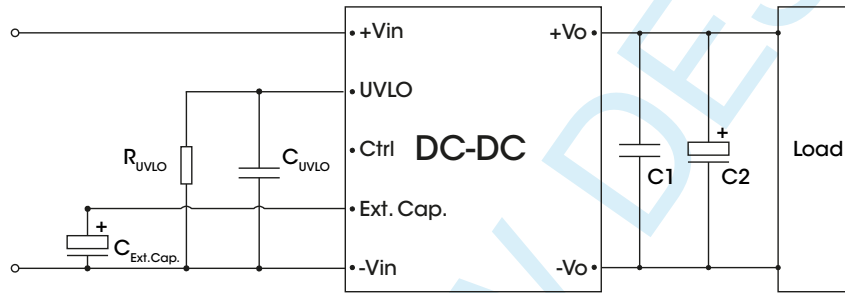 +Vin
+Vo
UVLO
Ctrl
DC-DC
R_UVLO
C_UVLO
+
C1
C2
Load
Ext. Cap.
+
C_Ext.Cap.
-Vin
-Vo